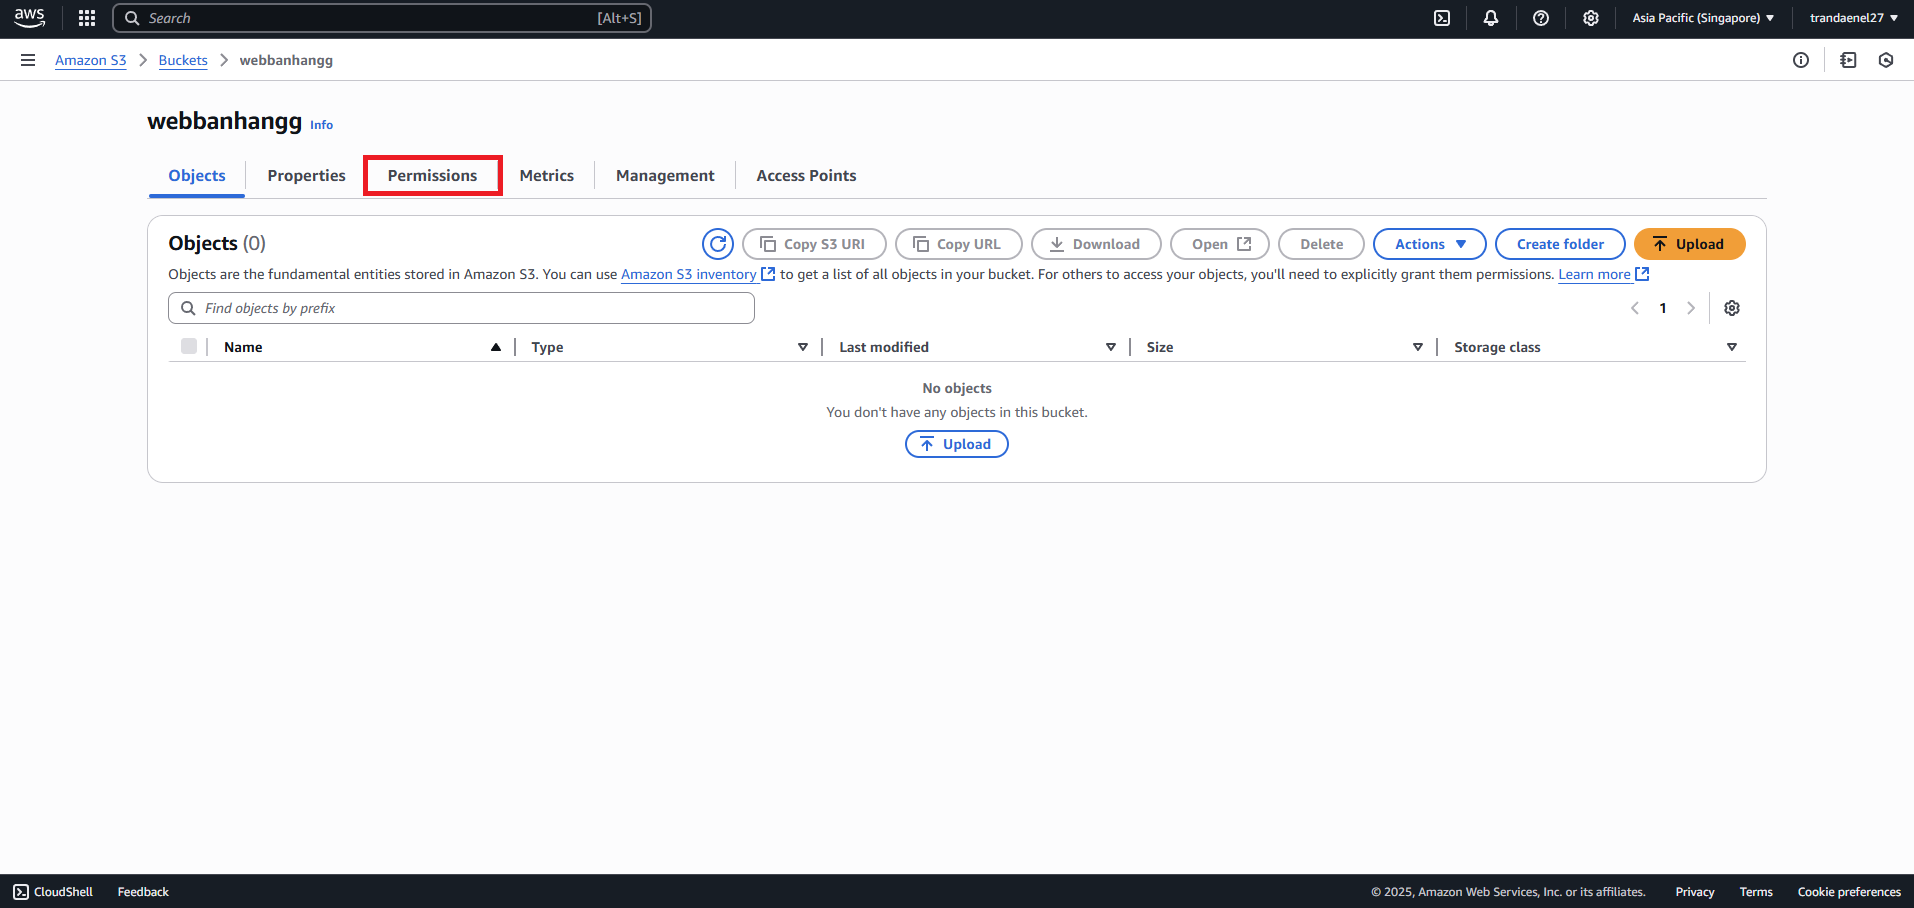 aws Search [Alt+S] Asia Pacific (Singapore) trandaenel27
Amazon S3 Buckets webbanhangg
webbanhangg Info
Objects Properties Permissions Metrics Management Access Points
Objects (0) Copy S3 URI Copy URL Download Open Delete Actions Create folder Upload
Objects are the fundamental entities stored in Amazon S3. You can use Amazon S3 inventory to get a list of all objects in your bucket. For others to access your objects, you'll need to explicitly grant them permissions. Learn more
Find objects by prefix 1
Name Type Last modified Size Storage class
No objects
You don't have any objects in this bucket.
Upload
CloudShell Feedback © 2025, Amazon Web Services, Inc. or its affiliates. Privacy Terms Cookie preferences